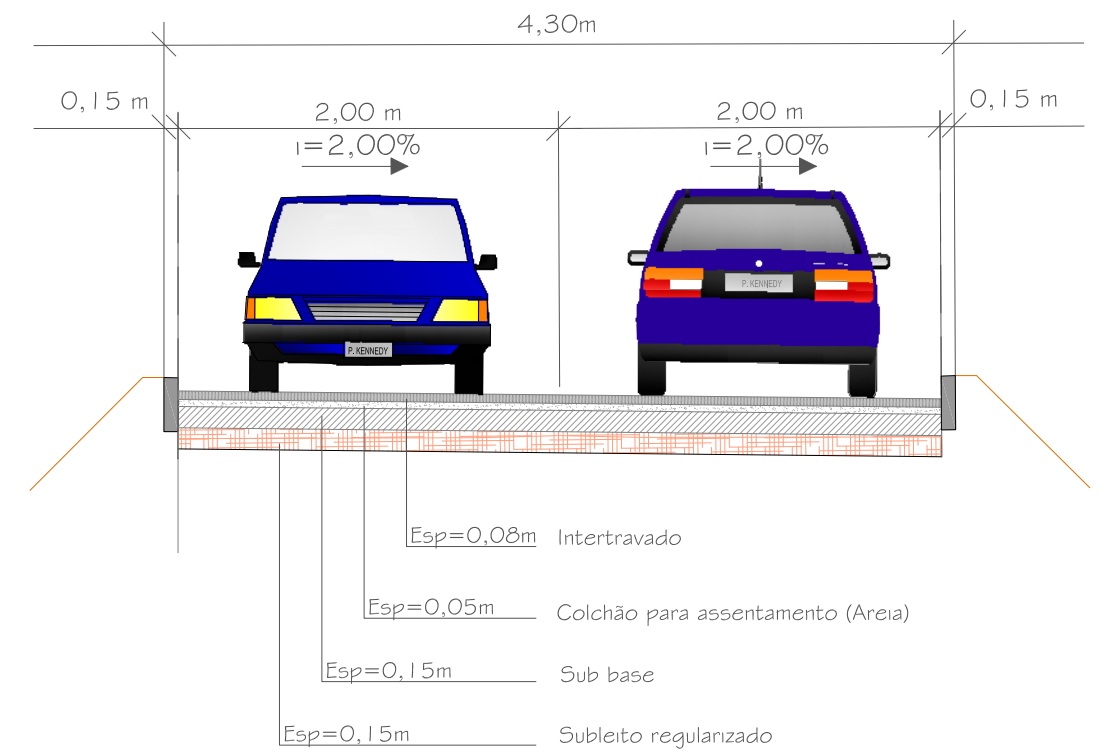 4,30m
0,15 m
2,00 m
2,00 m
0,15 m
i=2,00%
i=2,00%
P. KENNEDY
P. KENNEDY
Esp=0,08m Intertravado
Esp=0,05m Colchão para assentamento (Areia)
Esp=0,15m Sub base
Esp=0,15m Subleito regularizado